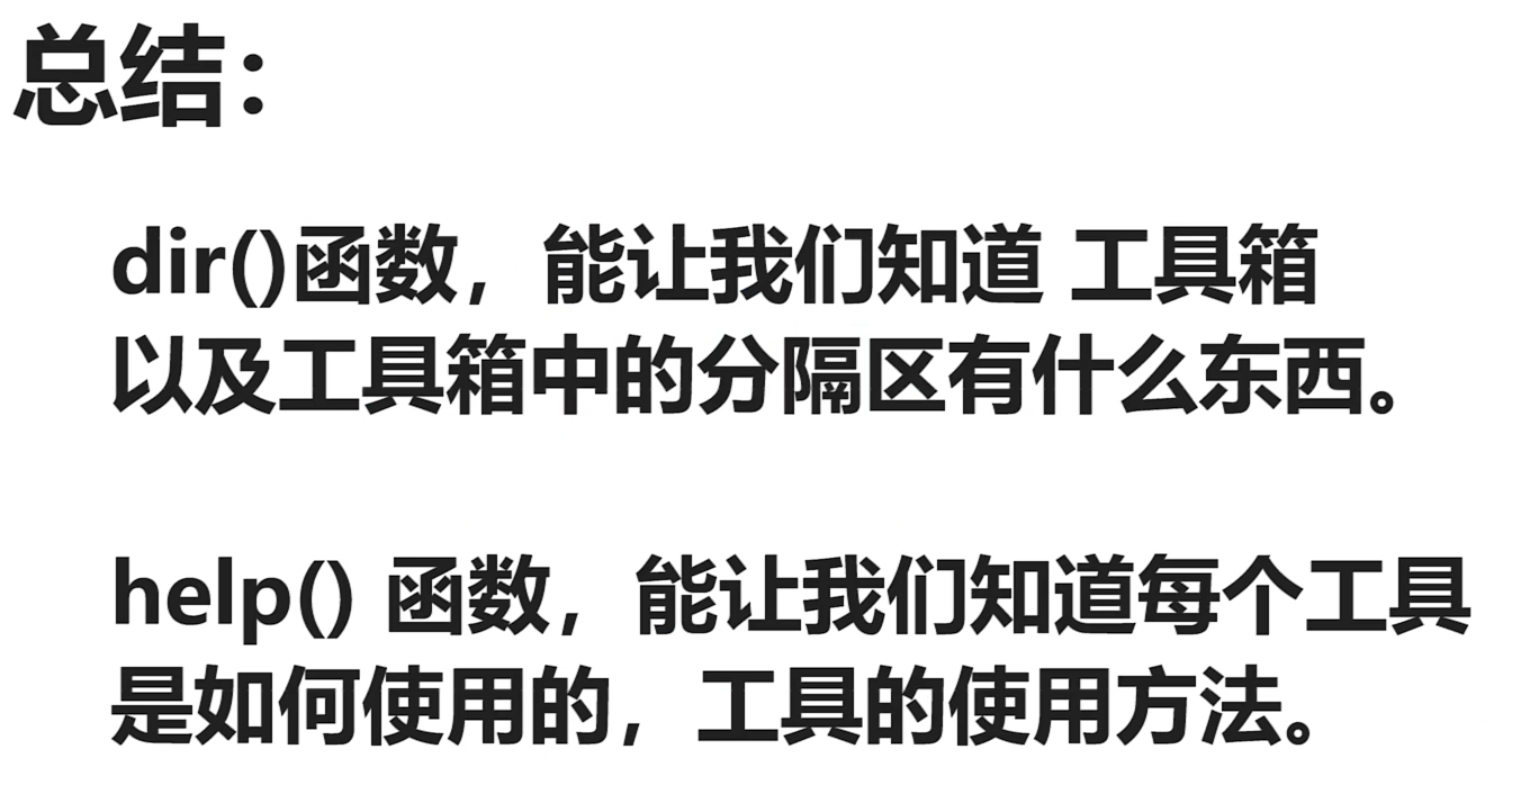 总结：
dir()函数，能让我们知道 工具箱
以及工具箱中的分隔区有什么东西。
help() 函数，能让我们知道每个工具
是如何使用的，工具的使用方法。